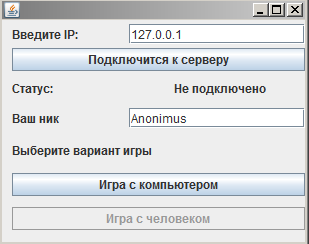 Введите IP: 127.0.0.1
Подключится к серверу
Статус: Не подключено
Ваш ник Anonimus
Выберите вариант игры
Игра с компьютером
Игра с человеком